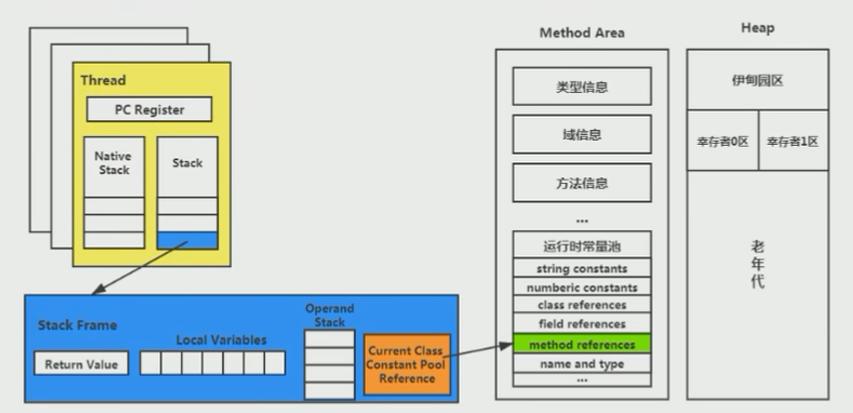 Thread
PC Register
Native
Stack
Stack
Stack Frame
Return Value
Local Variables
Operand
Stack
Current Class
Constant Pool
Reference
Method Area
类型信息
域信息
方法信息
...
运行时常量池
string constants
numberic constants
class references
field references
method references
name and type
...
Heap
伊甸园区
幸存者0区
幸存者1区
老
年
代